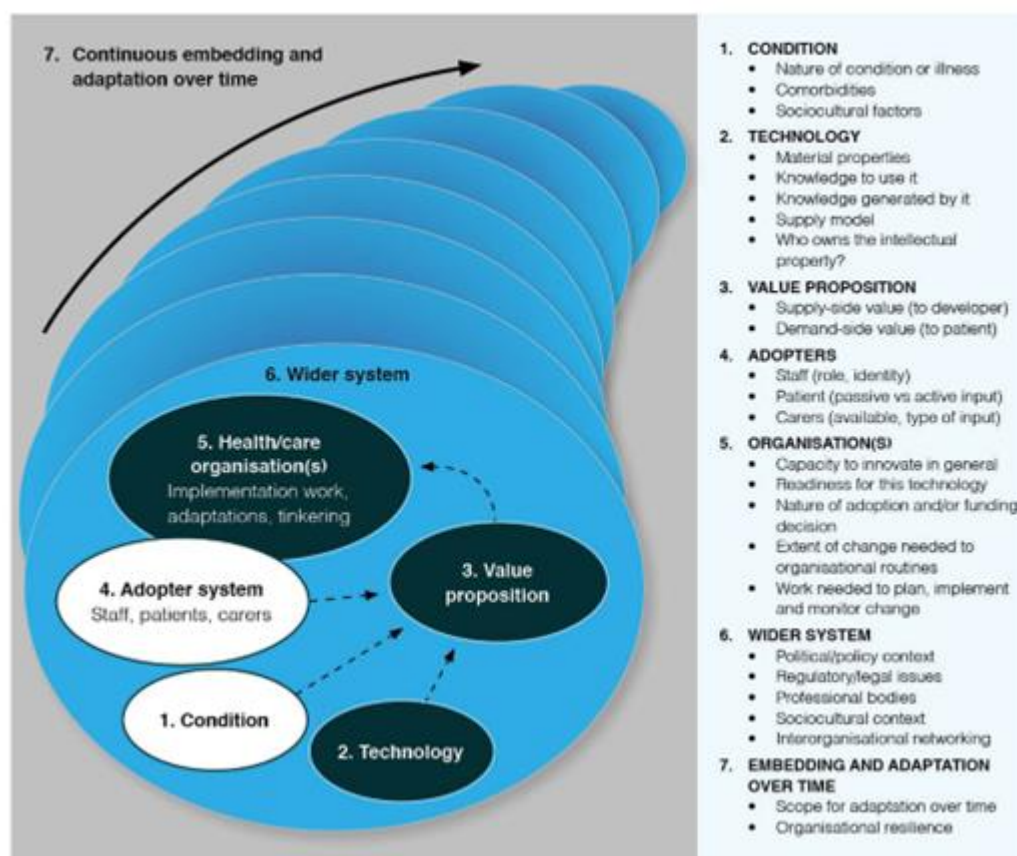 7. Continuous embedding and
adaptation over time
6. Wider system
5. Health/care
organisation(s)
Implementation work,
adaptations, tinkering
4. Adopter system
Staff, patients, carers
3. Value
proposition
1. Condition
2. Technology
1. CONDITION
• Nature of condition or illness
• Comorbidities
• Sociocultural factors
2. TECHNOLOGY
• Material properties
• Knowledge to use it
• Knowledge generated by it
• Supply model
• Who owns the intellectual
property?
3. VALUE PROPOSITION
• Supply-side value (to developer)
• Demand-side value (to patient)
4. ADOPTERS
• Staff (role, identity)
• Patient (passive vs active input)
• Carers (available, type of input)
5. ORGANISATION(S)
• Capacity to innovate in general
• Readiness for this technology
• Nature of adoption and/or funding
decision
• Extent of change needed to
organisational routines
• Work needed to plan, implement
and monitor change
6. WIDER SYSTEM
• Political/policy context
• Regulatory/legal issues
• Professional bodies
• Sociocultural context
• Interorganisational networking
7. EMBEDDING AND ADAPTATION
OVER TIME
• Scope for adaptation over time
• Organisational resilience